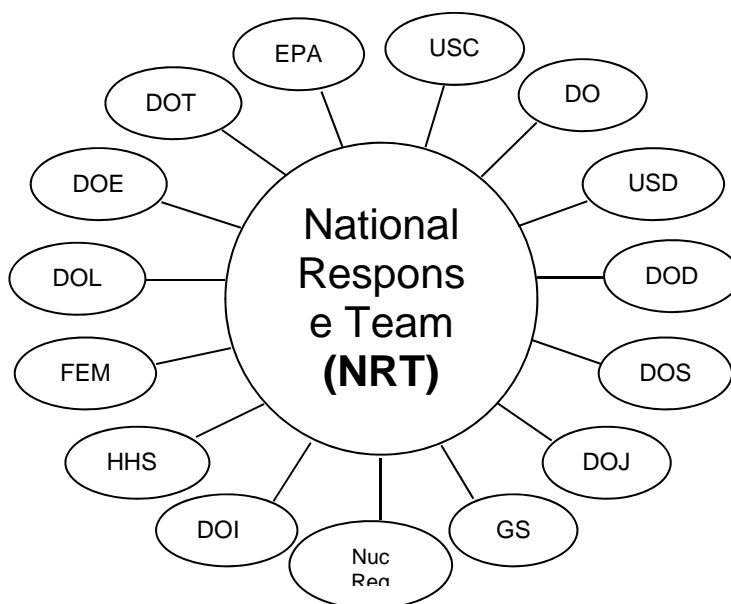 EPA
USC
DOT
DO
DOE
USD
National
Respons
e Team
(NRT)
DOL
DOD
FEM
DOS
HHS
DOJ
DOI
GS
Nuc
Reg